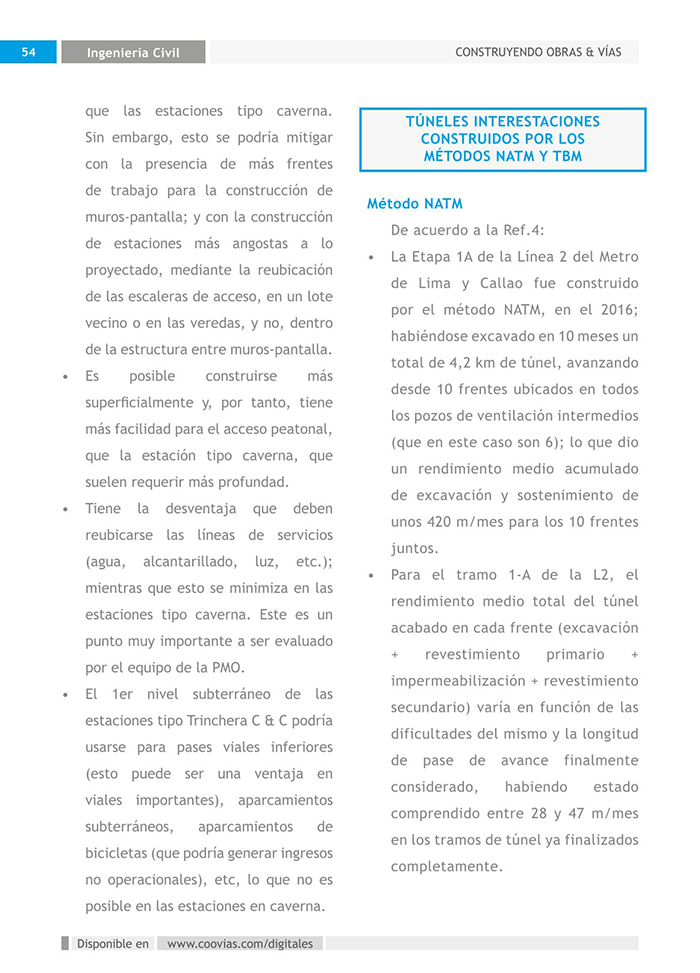 54
Ingeniería Civil
CONSTRUYENDO OBRAS & VÍAS
que las estaciones tipo caverna.
Sin embargo, esto se podría mitigar
con la presencia de más frentes
de trabajo para la construcción de
muros-pantalla; y con la construcción
de estaciones más angostas a lo
proyectado, mediante la reubicación
de las escaleras de acceso, en un lote
vecino o en las veredas, y no, dentro
de la estructura entre muros-pantalla.
• Es posible construirse más
superficialmente y, por tanto, tiene
más facilidad para el acceso peatonal,
que la estación tipo caverna, que
suelen requerir más profundad.
• Tiene la desventaja que deben
reubicarse las líneas de servicios
(agua, alcantarillado, luz, etc.);
mientras que esto se minimiza en las
estaciones tipo caverna. Este es un
punto muy importante a ser evaluado
por el equipo de la PMO.
• El 1er nivel subterráneo de las
estaciones tipo Trinchera C & C podría
usarse para pases viales inferiores
(esto puede ser una ventaja en
viales importantes), aparcamientos
subterráneos, aparcamientos de
bicicletas (que podría generar ingresos
no operacionales), etc, lo que no es
posible en las estaciones en caverna.
TÚNELES INTERESTACIONES
CONSTRUIDOS POR LOS
MÉTODOS NATM Y TBM
Método NATM
De acuerdo a la Ref.4:
• La Etapa 1A de la Línea 2 del Metro
de Lima y Callao fue construido
por el método NATM, en el 2016;
habiéndose excavado en 10 meses un
total de 4,2 km de túnel, avanzando
desde 10 frentes ubicados en todos
los pozos de ventilación intermedios
(que en este caso son 6); lo que dio
un rendimiento medio acumulado
de excavación y sostenimiento de
unos 420 m/mes para los 10 frentes
juntos.
• Para el tramo 1-A de la L2, el
rendimiento medio total del túnel
acabado en cada frente (excavación
+ revestimiento primario +
impermeabilización + revestimiento
secundario) varía en función de las
dificultades del mismo y la longitud
de pase de avance finalmente
considerado, habiendo estado
comprendido entre 28 y 47 m/mes
en los tramos de túnel ya finalizados
completamente.
Disponible en www.coovias.com/digitales